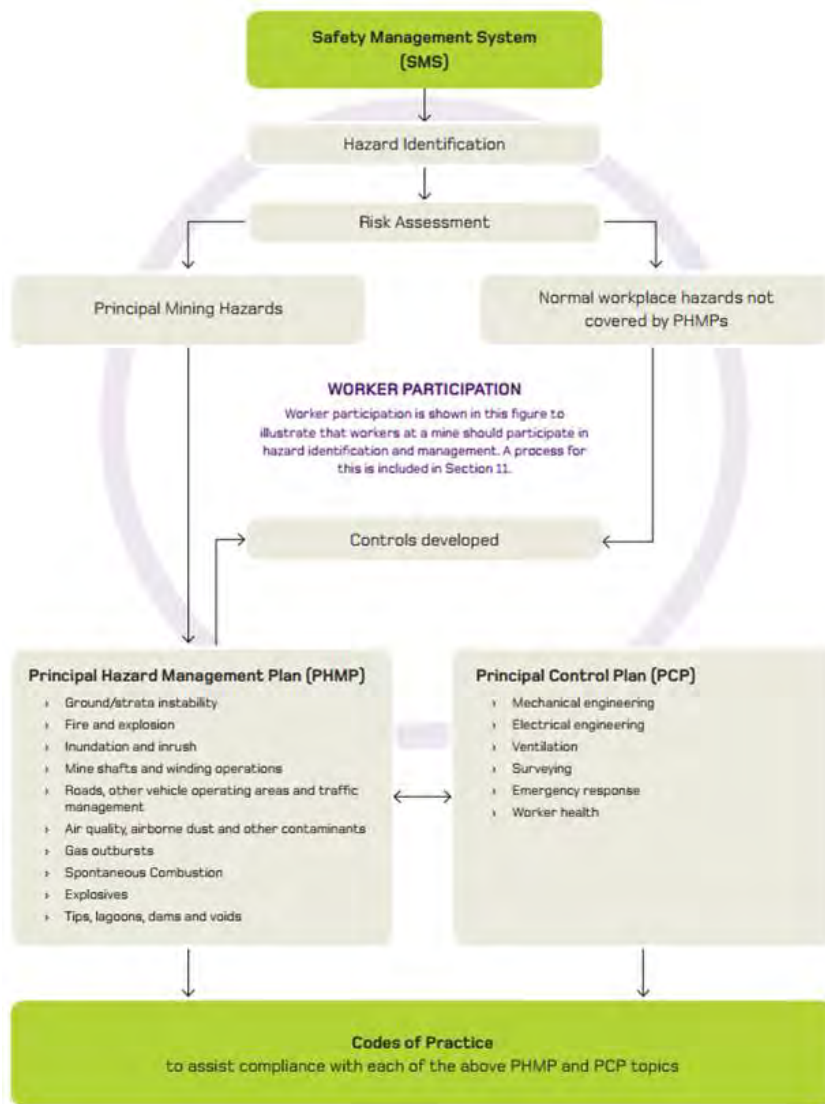 Safety Management System
(SMS)
Hazard Identification
Risk Assessment
Principal Mining Hazards
Normal workplace hazards not
covered by PHMPs
WORKER PARTICIPATION
Worker participation is shown in this figure to
illustrate that workers at a mine should participate in
hazard identification and management. A process for
this is included in Section 11.
Controls developed
Principal Hazard Management Plan (PHMP)
› Ground/strata instability
› Fire and explosion
› Inundation and inrush
› Mine shafts and winding operations
› Roads, other vehicle operating areas and traffic
management
› Air quality, airborne dust and other contaminants
› Gas outbursts
› Spontaneous Combustion
› Explosives
› Tips, lagoons, dams and voids
Principal Control Plan (PCP)
› Mechanical engineering
› Electrical engineering
› Ventilation
› Surveying
› Emergency response
› Worker health
Codes of Practice
to assist compliance with each of the above PHMP and PCP topics